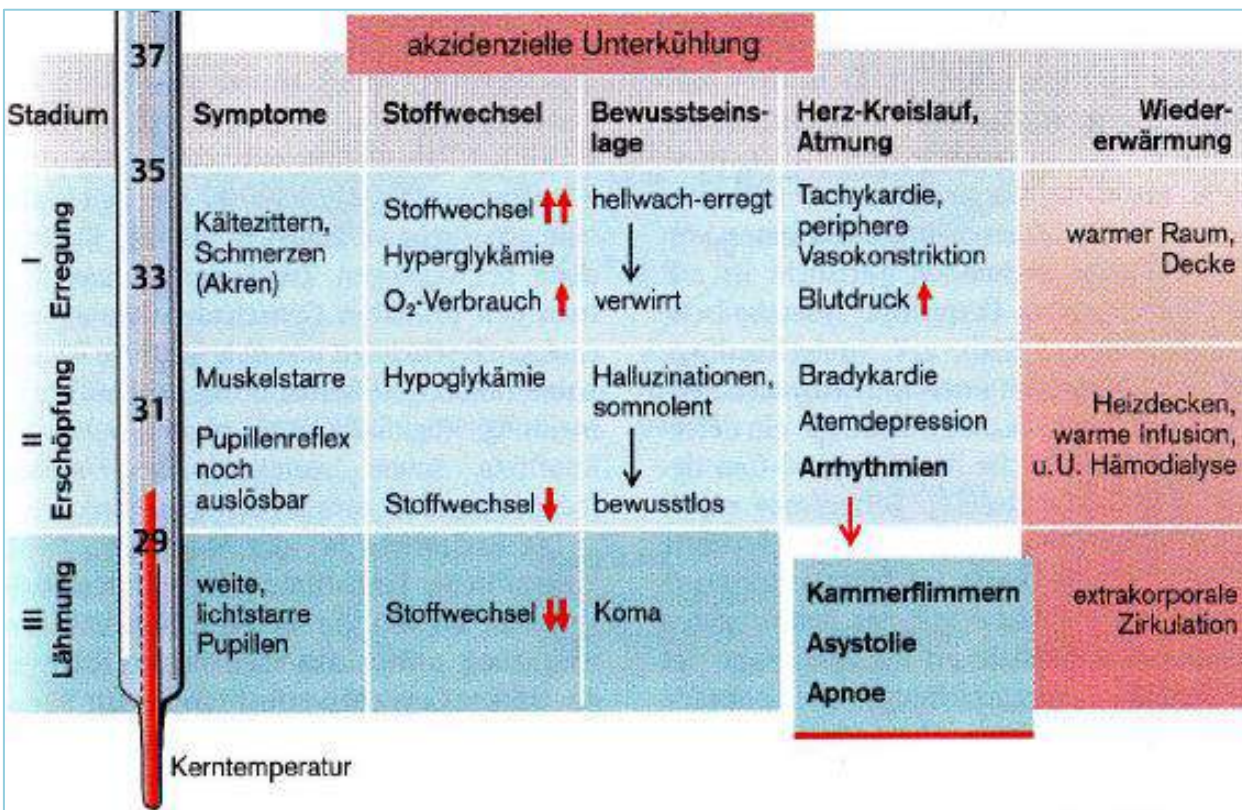 akzidenzielle Unterkühlung
Stadium
Symptome
Stoffwechsel
Bewusstseins-
lage
Herz-Kreislauf,
Atmung
Wieder-
erwärmung
37
35
33
31
29
I
Erregung
Kältezittern,
Schmerzen
(Akren)
Stoffwechsel ↑↑
Hyperglykämie
O₂-Verbrauch ↑
hellwach-erregt
↓
verwirrt
Tachykardie,
periphere
Vasokonstriktion
Blutdruck ↑
warmer Raum,
Decke
II
Erschöpfung
Muskelstarre
Pupillenreflex
noch
auslösbar
Hypoglykämie
Stoffwechsel ↓
Halluzinationen,
somnolent
↓
bewusstlos
Bradykardie
Atemdepression
Arrhythmien
↓
Heizdecken,
warme Infusion,
u. U. Hämodialyse
III
Lähmung
weite,
lichtstarre
Pupillen
Stoffwechsel ↓↓
Koma
Kammerflimmern
Asystolie
Apnoe
extrakorporale
Zirkulation
Kerntemperatur